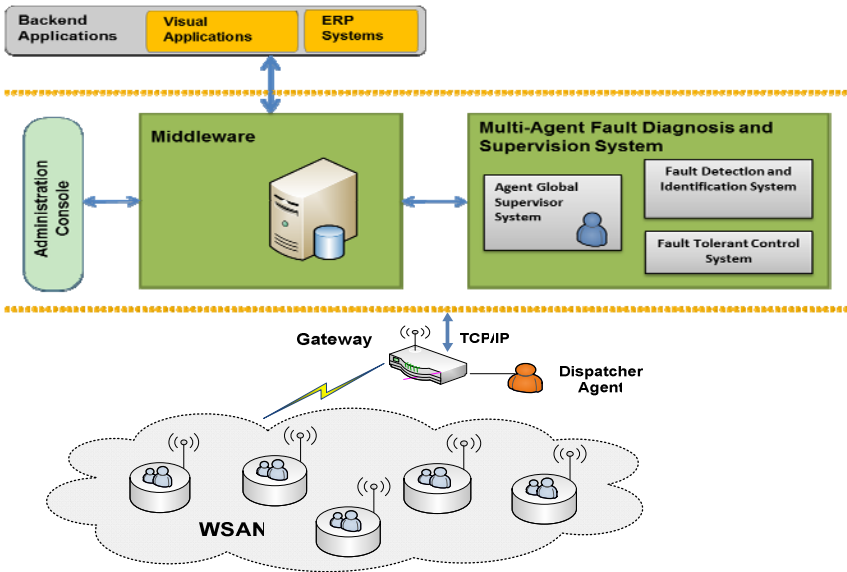 Backend
Applications
Visual
Applications
ERP
Systems
Administration
Console
Middleware
Multi-Agent Fault Diagnosis and
Supervision System
Agent Global
Supervisor
System
Fault Detection and
Identification System
Fault Tolerant Control
System
Gateway
TCP/IP
Dispatcher
Agent
WSAN